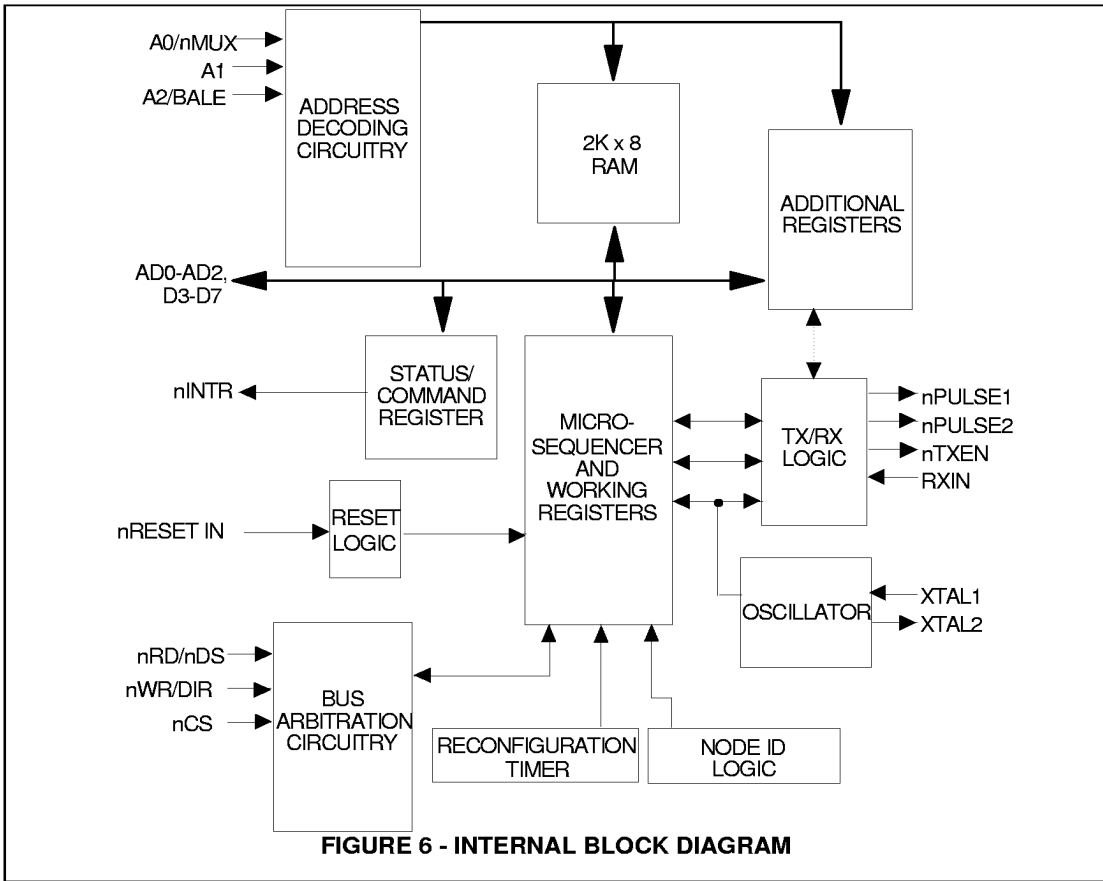 A0/nMUX
A1
A2/BALE
ADDRESS
DECODING
CIRCUITRY
2K x 8
RAM
ADDITIONAL
REGISTERS
AD0-AD2,
D3-D7
nINTR
STATUS/
COMMAND
REGISTER
MICRO-
SEQUENCER
AND
WORKING
REGISTERS
TX/RX
LOGIC
nPULSE1
nPULSE2
nTXEN
RXIN
nRESET IN
RESET
LOGIC
OSCILLATOR
XTAL1
XTAL2
nRD/nDS
nWR/DIR
nCS
BUS
ARBITRATION
CIRCUITRY
RECONFIGURATION
TIMER
NODE ID
LOGIC
FIGURE 6 - INTERNAL BLOCK DIAGRAM